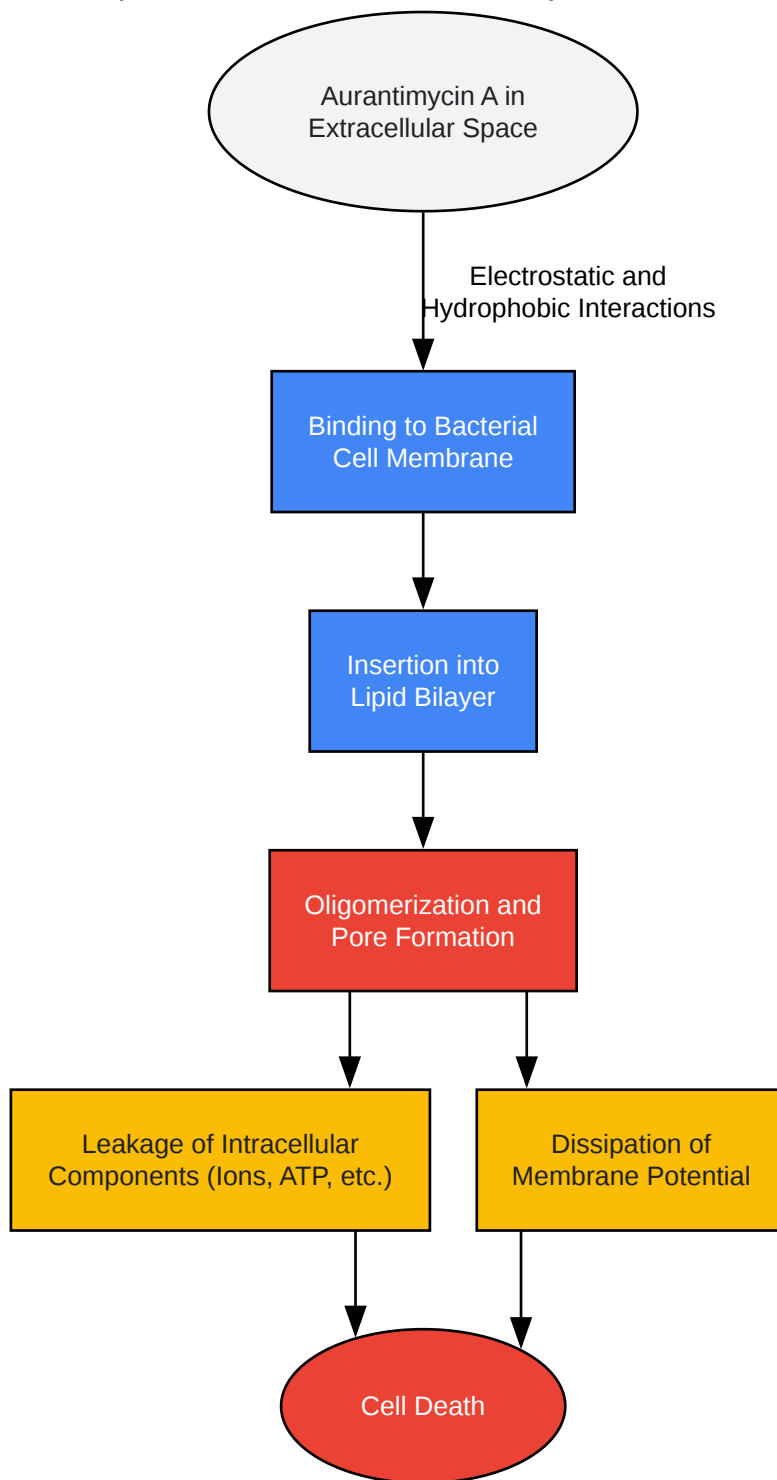 Aurantimycin A in
Extracellular Space
Electrostatic and
Hydrophobic Interactions
Binding to Bacterial
Cell Membrane
Insertion into
Lipid Bilayer
Oligomerization and
Pore Formation
Leakage of Intracellular
Components (Ions, ATP, etc.)
Dissipation of
Membrane Potential
Cell Death